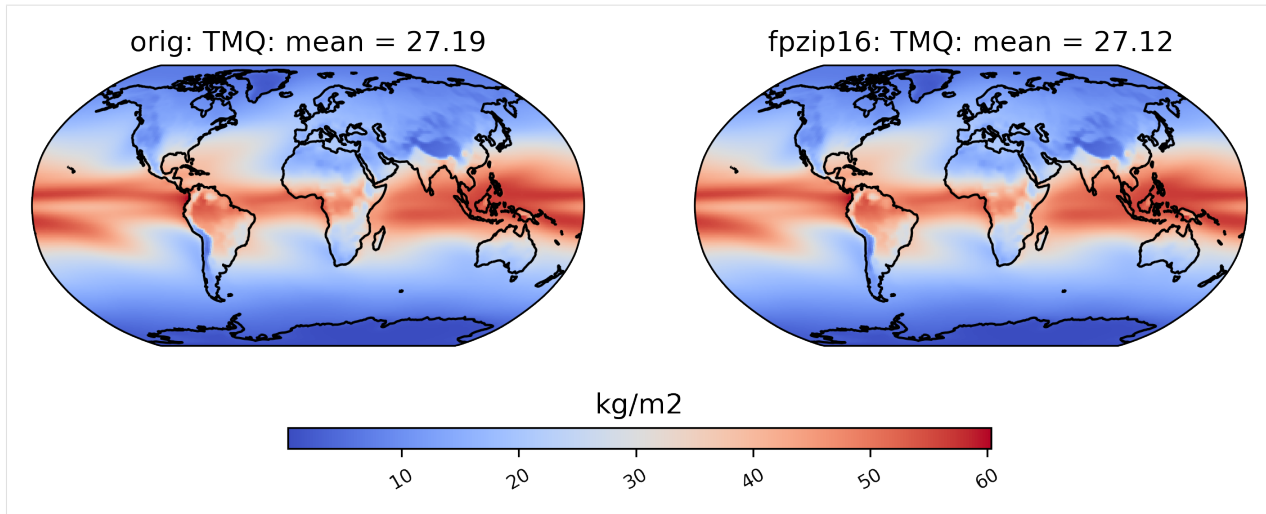 orig: TMQ: mean = 27.19
fpzip16: TMQ: mean = 27.12
kg/m2
10 20 30 40 50 60